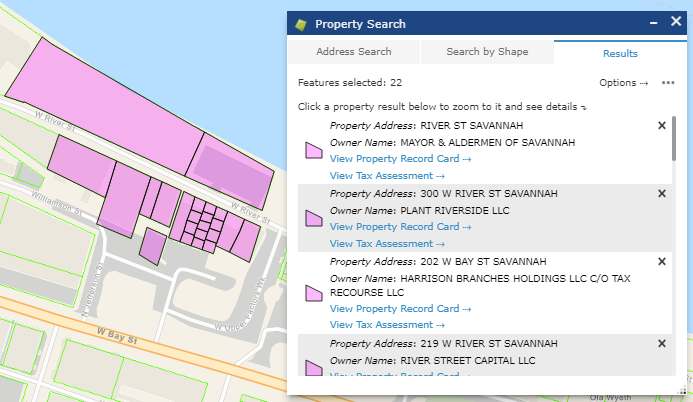 Property Search
Address Search
Search by Shape
Results
Features selected: 22
Options →
Click a property result below to zoom to it and see details ⤵
Property Address: RIVER ST SAVANNAH
Owner Name: MAYOR & ALDERMEN OF SAVANNAH
View Property Record Card →
View Tax Assessment →
Property Address: 300 W RIVER ST SAVANNAH
Owner Name: PLANT RIVERSIDE LLC
View Property Record Card →
View Tax Assessment →
Property Address: 202 W BAY ST SAVANNAH
Owner Name: HARRISON BRANCHES HOLDINGS LLC C/O TAX
RECOURSE LLC
View Property Record Card →
View Tax Assessment →
Property Address: 219 W RIVER ST SAVANNAH
Owner Name: RIVER STREET CAPITAL LLC
View Property Record Card →
W River St
W River St
Williamson St
N Jefferson St
W Upper Factors Wk
W Bay St
Ola Wyeth